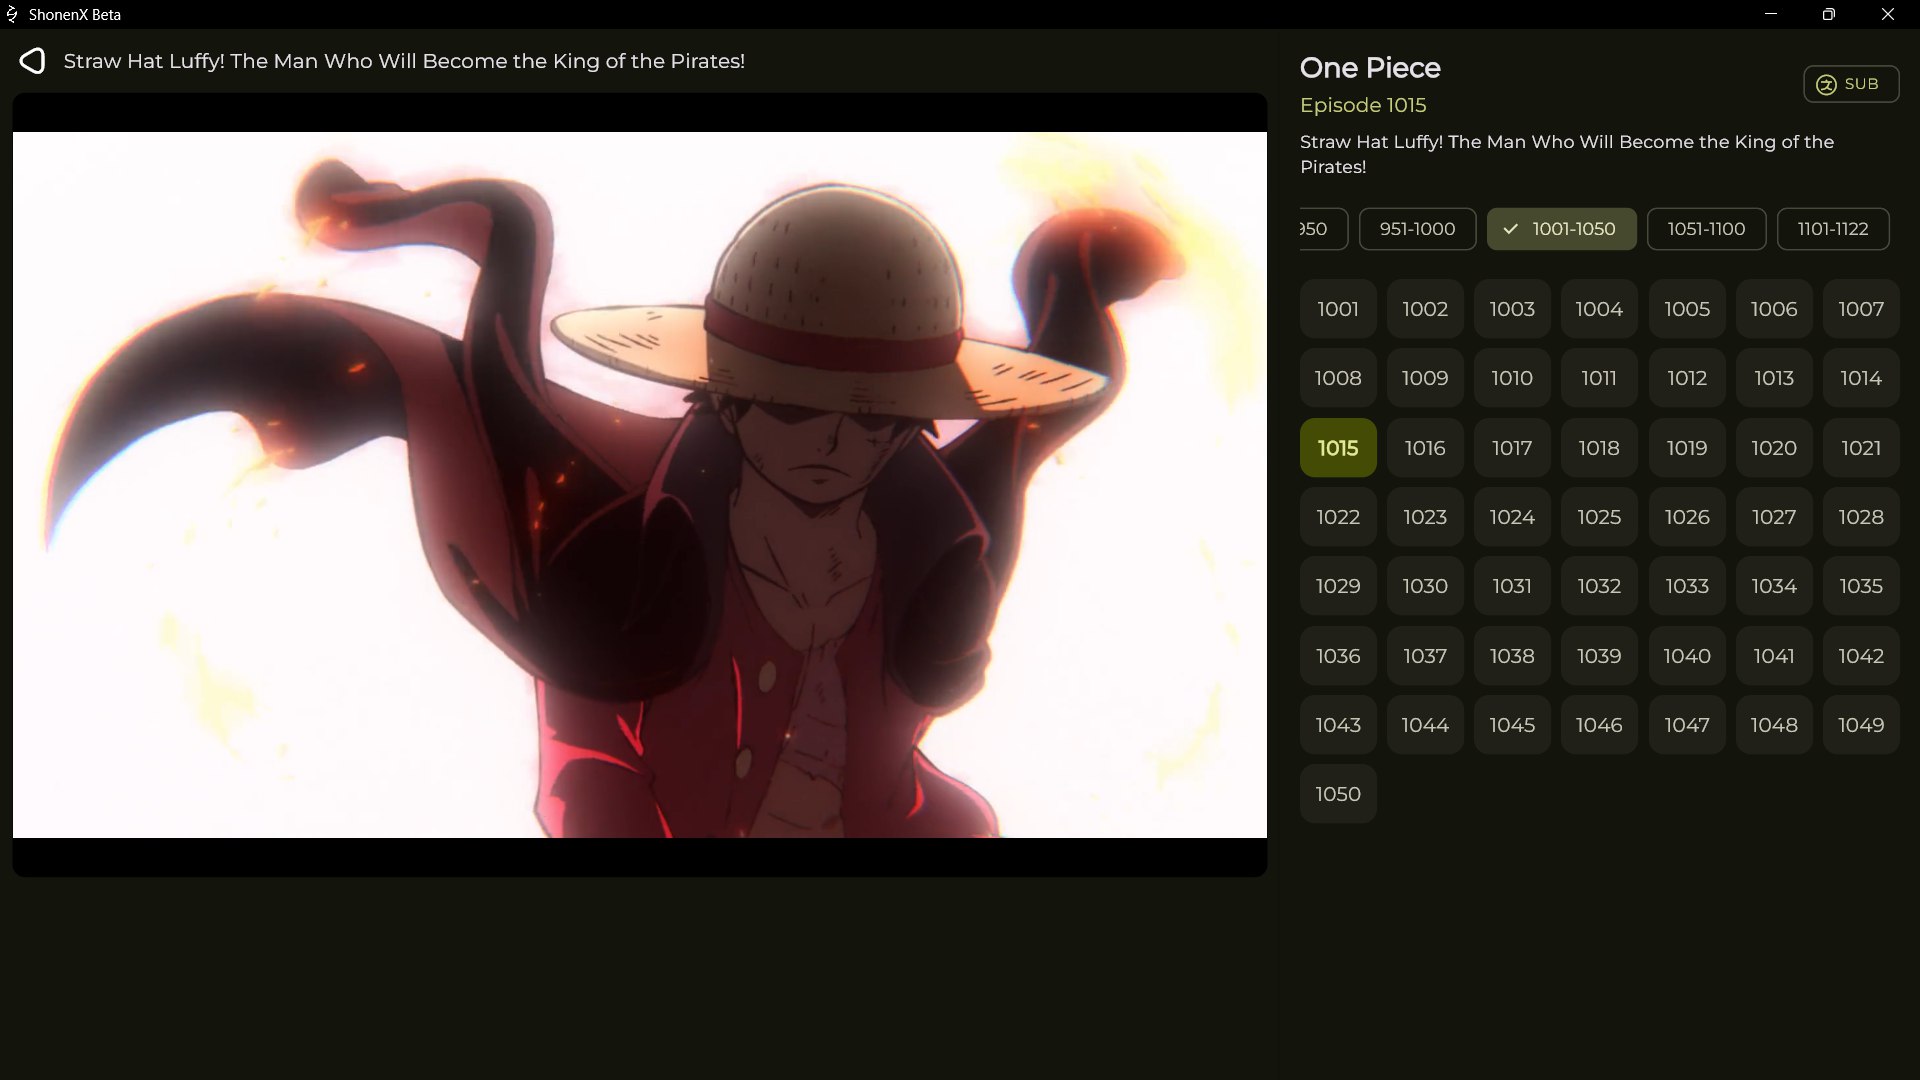 ShonenX Beta
Straw Hat Luffy! The Man Who Will Become the King of the Pirates!
One Piece
SUB
Episode 1015
Straw Hat Luffy! The Man Who Will Become the King of the
Pirates!
950 951-1000 1001-1050 1051-1100 1101-1122
1001 1002 1003 1004 1005 1006 1007
1008 1009 1010 1011 1012 1013 1014
1015 1016 1017 1018 1019 1020 1021
1022 1023 1024 1025 1026 1027 1028
1029 1030 1031 1032 1033 1034 1035
1036 1037 1038 1039 1040 1041 1042
1043 1044 1045 1046 1047 1048 1049
1050